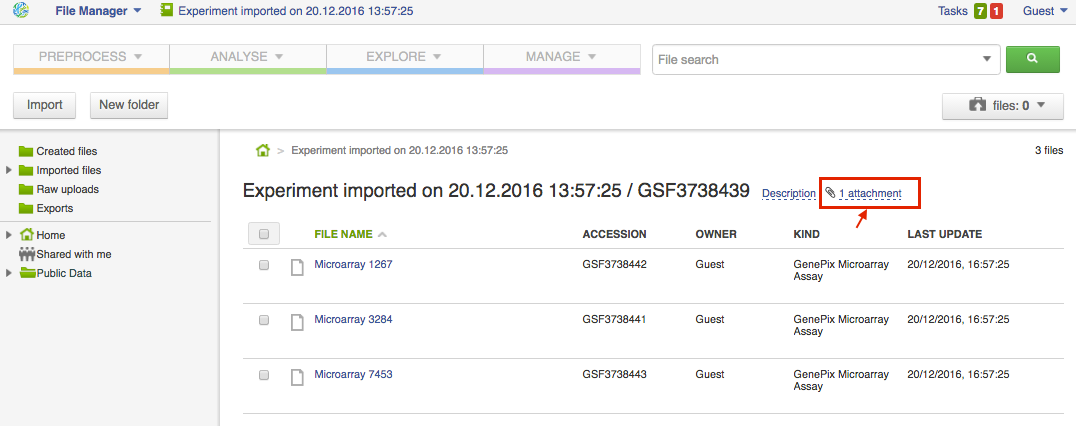 File Manager Experiment imported on 20.12.2016 13:57:25 Tasks 7 1 Guest
PREPROCESS ANALYSE EXPLORE MANAGE File search
Import New folder files: 0
Created files
Imported files
Raw uploads
Exports
Home
Shared with me
Public Data
> Experiment imported on 20.12.2016 13:57:25 3 files
Experiment imported on 20.12.2016 13:57:25 / GSF3738439 Description 1 attachment
FILE NAME ACCESSION OWNER KIND LAST UPDATE
Microarray 1267 GSF3738442 Guest GenePix Microarray 20/12/2016, 16:57:25
Assay
Microarray 3284 GSF3738441 Guest GenePix Microarray 20/12/2016, 16:57:25
Assay
Microarray 7453 GSF3738443 Guest GenePix Microarray 20/12/2016, 16:57:25
Assay